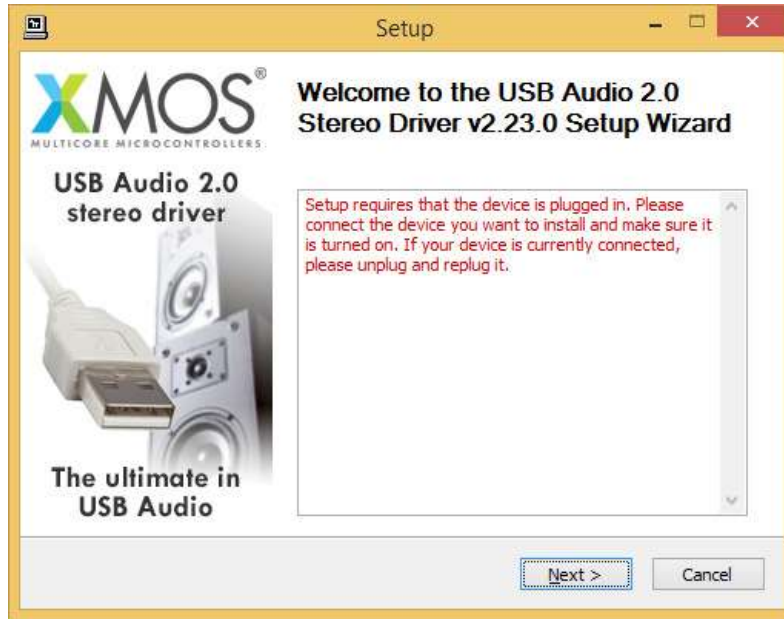 Setup
XMOS®
MULTICORE MICROCONTROLLERS
USB Audio 2.0
stereo driver
The ultimate in
USB Audio
Welcome to the USB Audio 2.0
Stereo Driver v2.23.0 Setup Wizard
Setup requires that the device is plugged in. Please
connect the device you want to install and make sure it
is turned on. If your device is currently connected,
please unplug and replug it.
Next >
Cancel